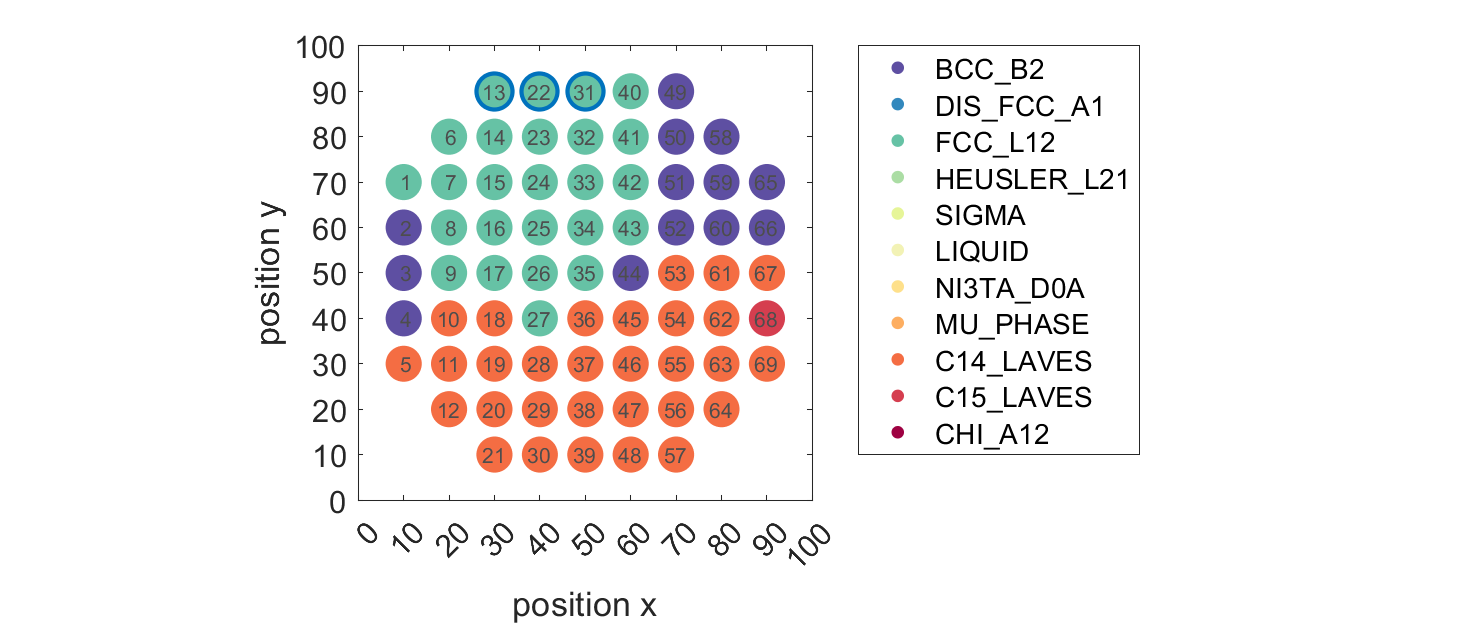 100
90 13 22 31 40 49
80 6 14 23 32 41 50 58
70 1 7 15 24 33 42 51 59 65
60 2 8 16 25 34 43 52 60 66
50 3 9 17 26 35 44 53 61 67
40 4 10 18 27 36 45 54 62 68
30 5 11 19 28 37 46 55 63 69
20 12 20 29 38 47 56 64
10 21 30 39 48 57
0
position y
0 10 20 30 40 50 60 70 80 90 100
position x
BCC_B2
DIS_FCC_A1
FCC_L12
HEUSLER_L21
SIGMA
LIQUID
NI3TA_D0A
MU_PHASE
C14_LAVES
C15_LAVES
CHI_A12